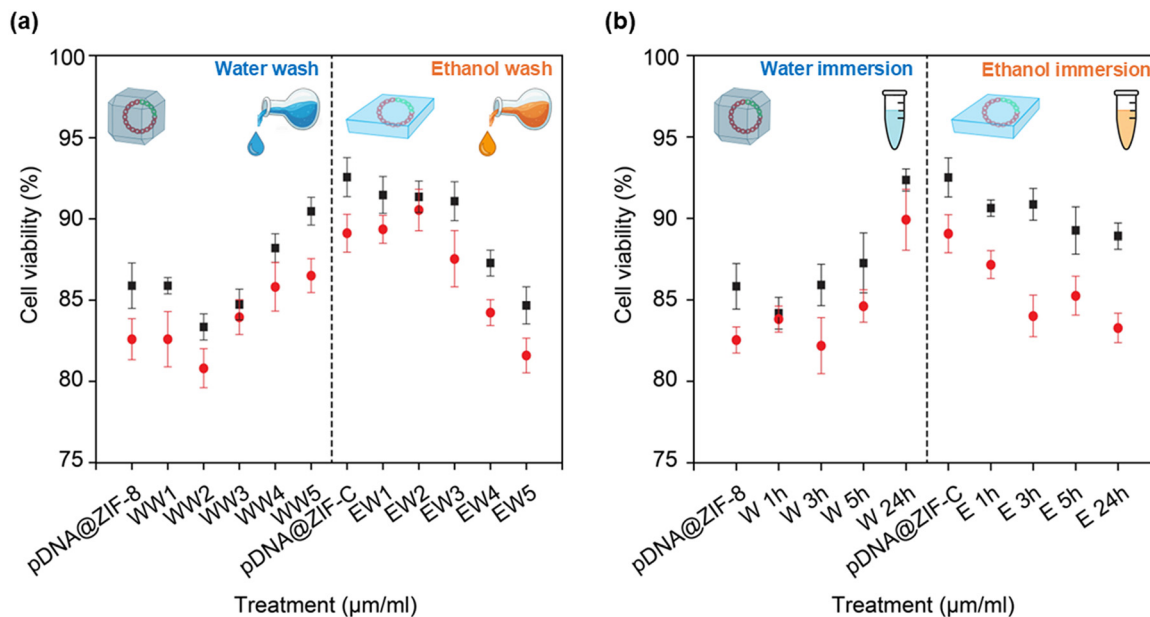 (a)
Cell viability (%)
100
95
90
85
80
75
Water wash
Ethanol wash
pDNA@ZIF-8
WW1
WW2
WW3
WW4
WW5
pDNA@ZIF-C
EW1
EW2
EW3
EW4
EW5
Treatment (μm/ml)
(b)
Cell viability (%)
100
95
90
85
80
75
Water immersion
Ethanol immersion
pDNA@ZIF-8
W 1h
W 3h
W 5h
W 24h
pDNA@ZIF-C
E 1h
E 3h
E 5h
E 24h
Treatment (μm/ml)